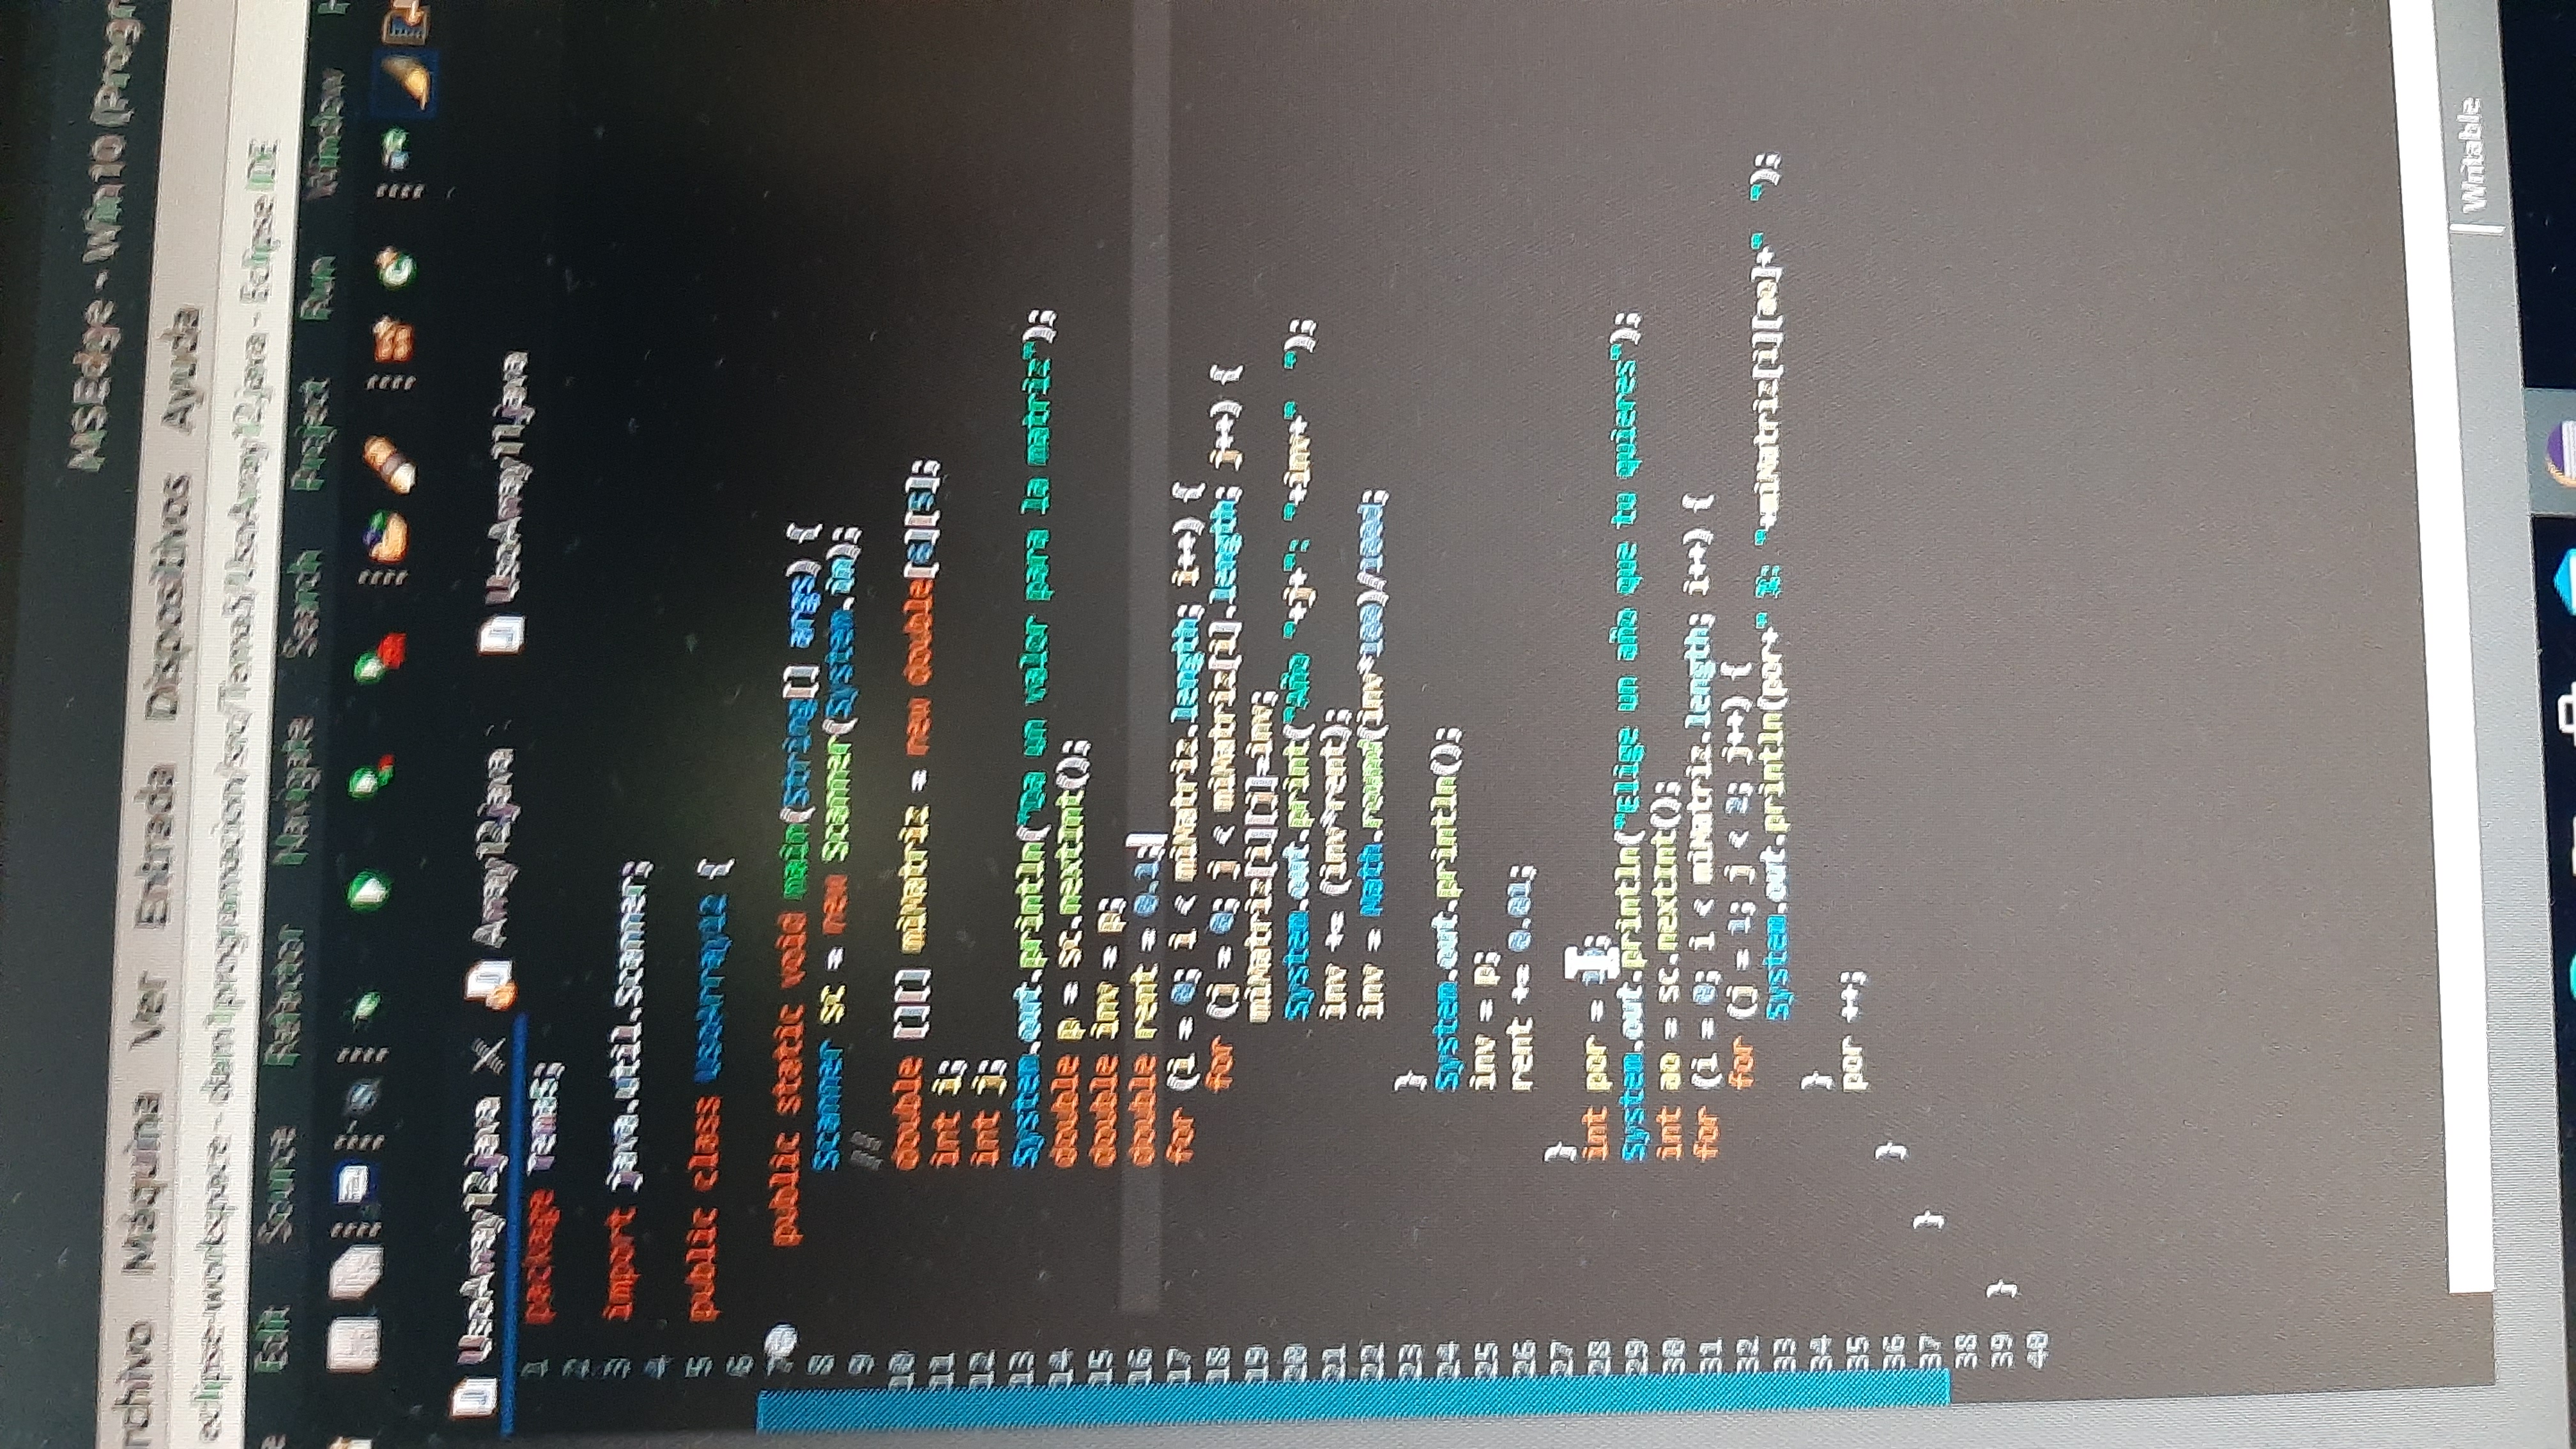 MSEdge - Win10 (Progr
rchivo Máquina Ver Entrada Dispositivos Ayuda
eclipse-workspace - dam1programacion/src/Tema5/UsoArray12.java - Eclipse IDE
e Edit Source Refactor Navigate Search Project Run Window
UsoArray12.java Array12.java UsoArray11.java
1 package Tema5;
2
3 import java.util.Scanner;
4
5 public class UsoArray12 {
6
7 public static void main(String[] args) {
8 Scanner sc = new Scanner(System.in);
9 //
10 double [][] miMatriz = new double[6][5];
11 int i;
12 int j;
13 System.out.println("Da un valor para la matriz");
14 double p = sc.nextInt();
15 double inv = p;
16 double rent = 0.1;
17 for (i = 0; i < miMatriz.length; i++) {
18 for (j = 0; j < miMatriz[i].length; j++) {
19 miMatriz[i][j]=inv;
20 System.out.print("Año "+j+": "+inv+"  ");
21 inv += (inv*rent);
22 inv = Math.round(inv*100)/100d;
23 }
24 System.out.println();
25 inv = p;
26 rent += 0.01;
27 }
28 int por = ;
29 System.out.println("Elige un año que tu quieres");
30 int ao = sc.nextInt();
31 for (i = 0; i < miMatriz.length; i++) {
32 for (j = 1; j < 2; j++) {
33 System.out.println(por+" %: "+miMatriz[i][ao]+"  ");
34 }
35 por ++;
36 }
37 }
38
39 }
40
Writable